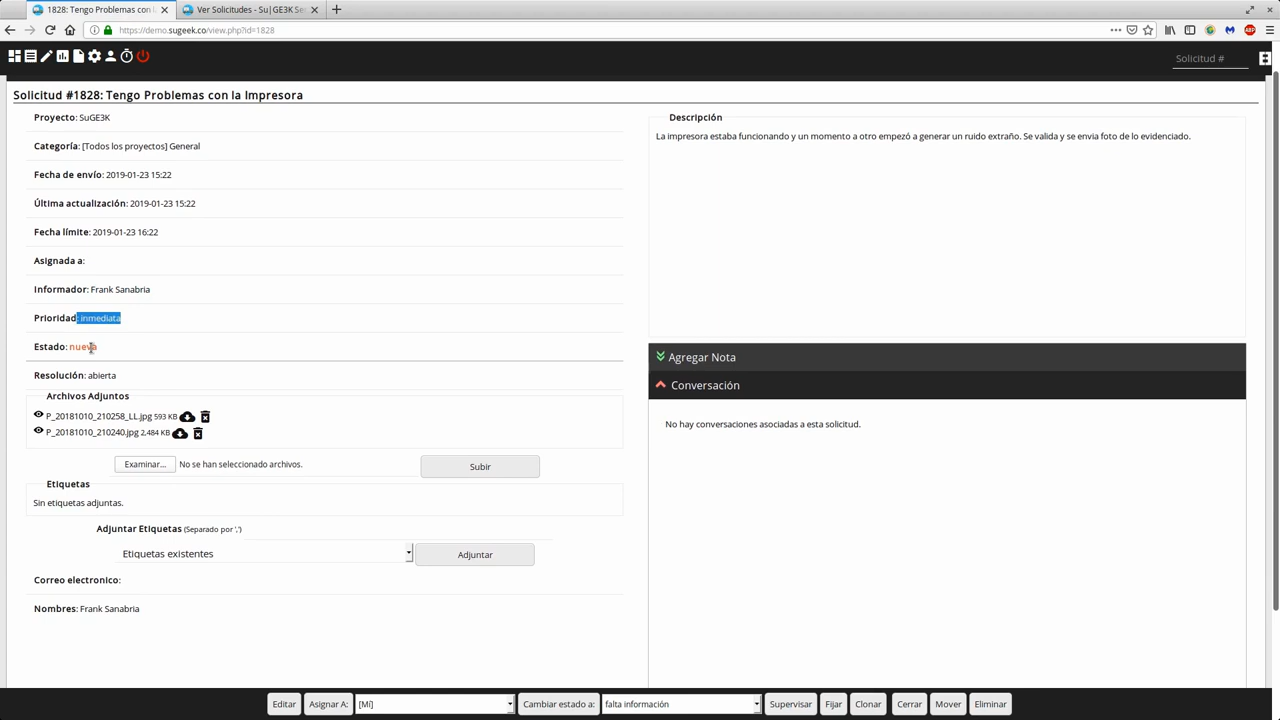 1828: Tengo Problemas con l
Ver Solicitudes - Su|GE3K Se
https://demo.sugeek.co/view.php?id=1828
ABP
Solicitud #
Solicitud #1828: Tengo Problemas con la Impresora
Proyecto: SuGE3K
Categoría: [Todos los proyectos] General
Fecha de envío: 2019-01-23 15:22
Última actualización: 2019-01-23 15:22
Fecha límite: 2019-01-23 16:22
Asignada a:
Informador: Frank Sanabria
Prioridad: inmediata
Estado: nueva
Resolución: abierta
Archivos Adjuntos
P_20181010_210258_LL.jpg 593 KB
P_20181010_210240.jpg 2,484 KB
Examinar... No se han seleccionado archivos. Subir
Etiquetas
Sin etiquetas adjuntas.
Adjuntar Etiquetas (Separado por ',')
Etiquetas existentes Adjuntar
Correo electronico:
Nombres: Frank Sanabria
Descripción
La impresora estaba funcionando y un momento a otro empezó a generar un ruido extraño. Se valida y se envia foto de lo evidenciado.
Agregar Nota
Conversación
No hay conversaciones asociadas a esta solicitud.
Editar Asignar A: [Mí] Cambiar estado a: falta información Supervisar Fijar Clonar Cerrar Mover Eliminar